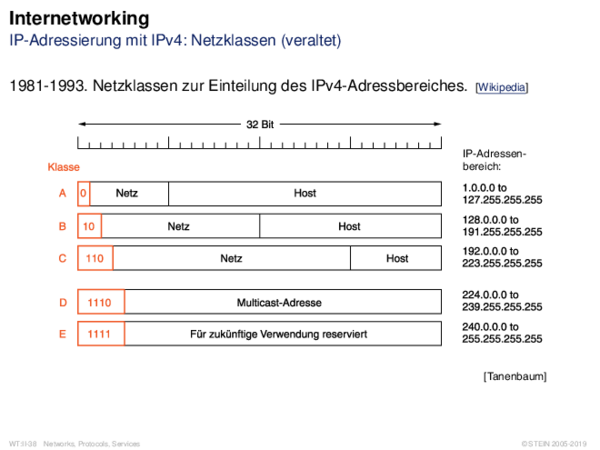 Internetworking
IP-Adressierung mit IPv4: Netzklassen (veraltet)
1981-1993. Netzklassen zur Einteilung des IPv4-Adressbereiches. [Wikipedia]
32 Bit
IP-Adressen-
bereich:
Klasse
A 0 Netz Host 1.0.0.0 to
127.255.255.255
B 10 Netz Host 128.0.0.0 to
191.255.255.255
C 110 Netz Host 192.0.0.0 to
223.255.255.255
D 1110 Multicast-Adresse 224.0.0.0 to
239.255.255.255
E 1111 Für zukünftige Verwendung reserviert 240.0.0.0 to
255.255.255.255
[Tanenbaum]
WT:II-38 Networks, Protocols, Services © STEIN 2005-2019